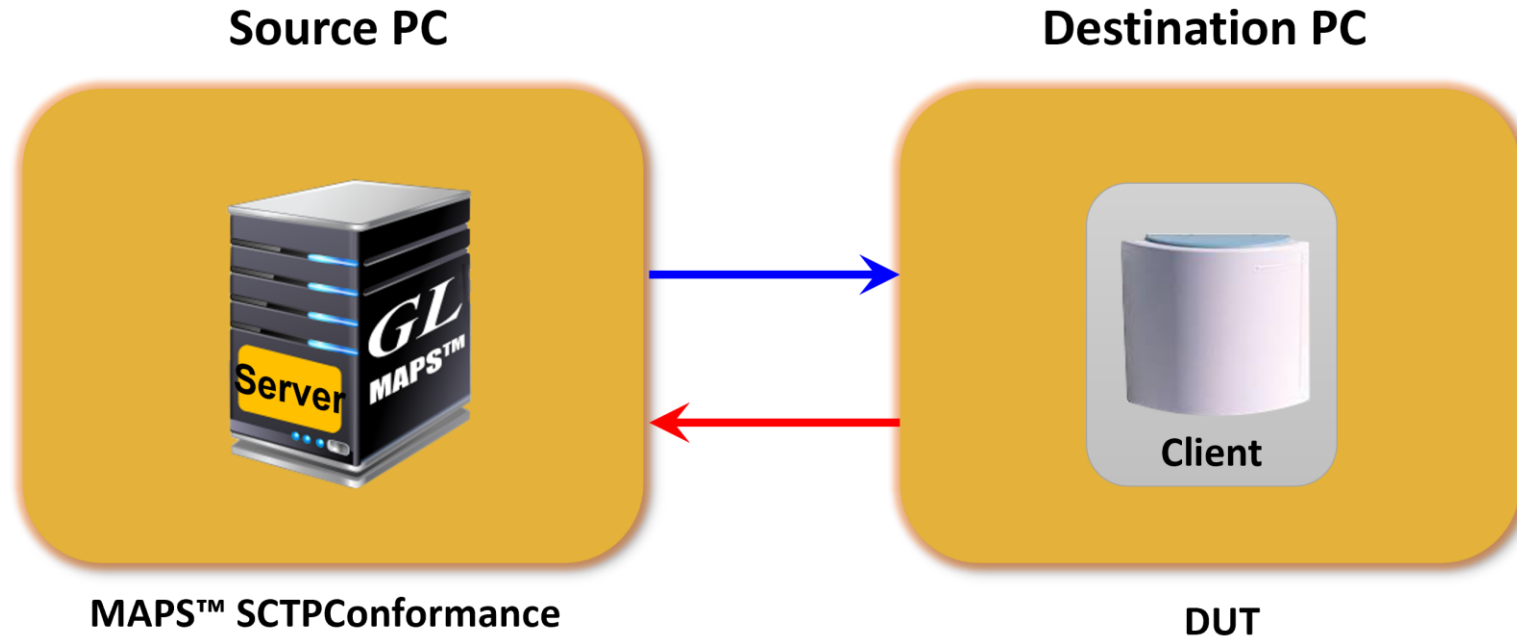 Source PC
Destination PC
GL
MAPS™
Server
Client
MAPS™ SCTPConformance
DUT